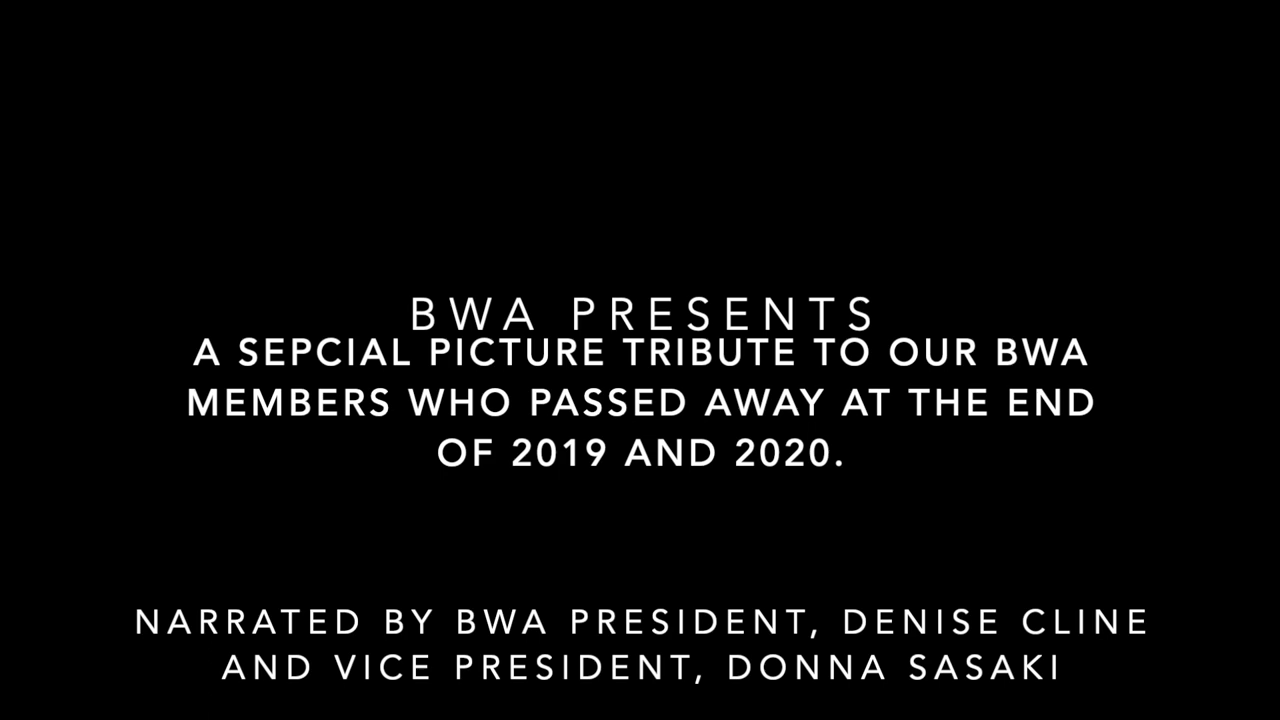 BWA PRESENTS
A SEPCIAL PICTURE TRIBUTE TO OUR BWA
MEMBERS WHO PASSED AWAY AT THE END
OF 2019 AND 2020.
NARRATED BY BWA PRESIDENT, DENISE CLINE
AND VICE PRESIDENT, DONNA SASAKI